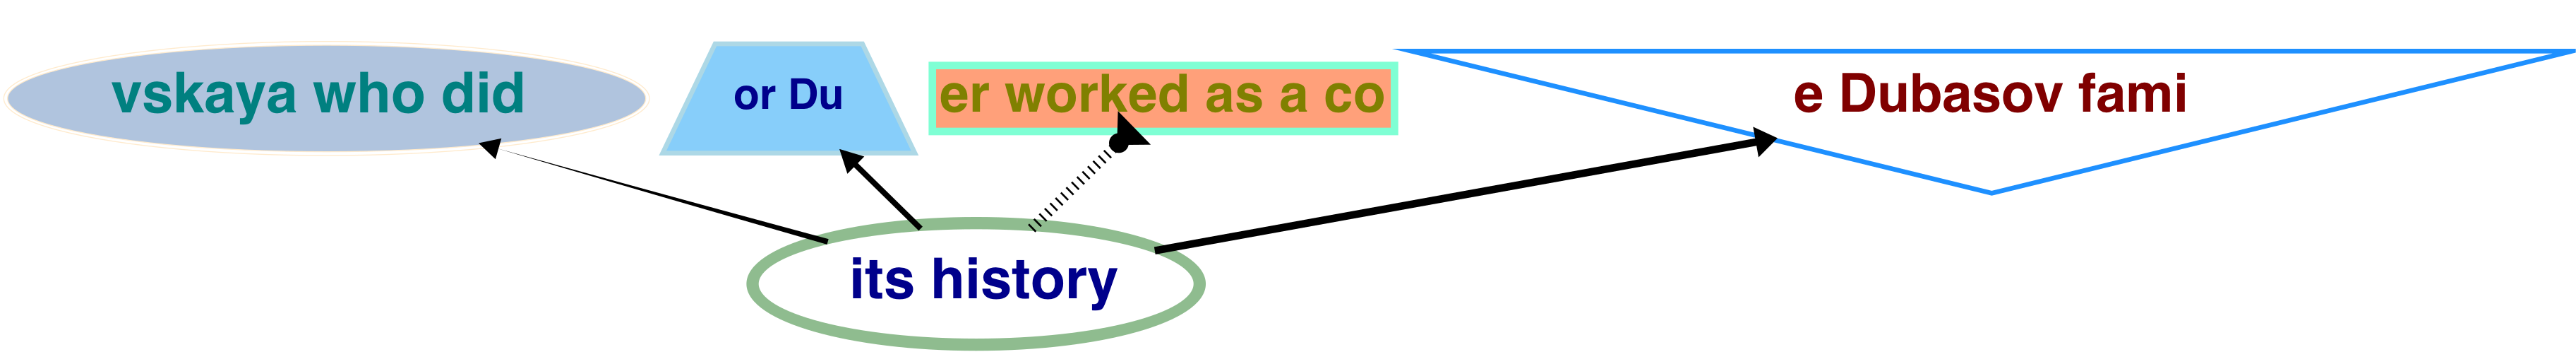 vskaya who did
or Du
er worked as a co
e Dubasov fami
its history